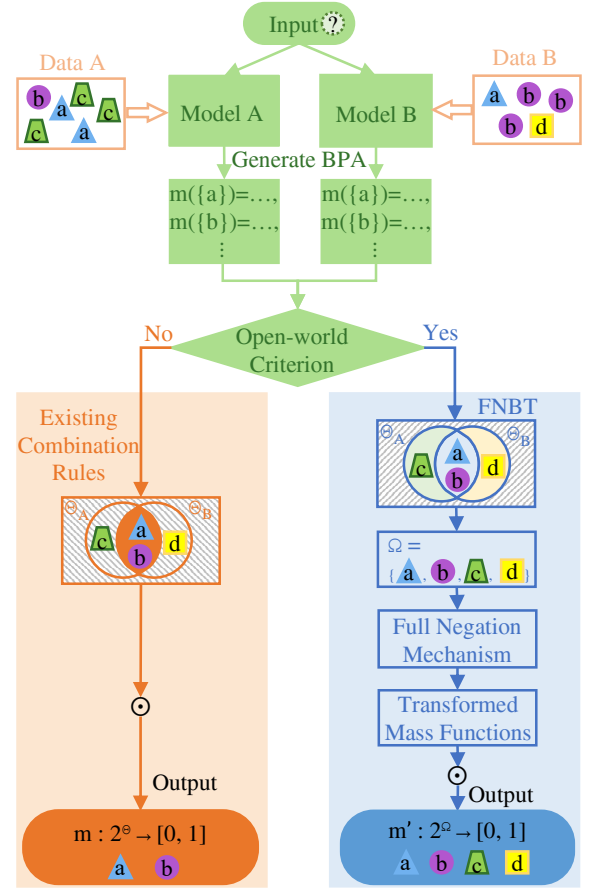 Input ?
Data A
Data B
b
c
a
c
c
a
a
b
b
b
d
Model A
Model B
Generate BPA
m({a})=…,
m({b})=…,
⋮
m({a})=…,
m({b})=…,
⋮
Open-world
Criterion
No
Yes
Existing
Combination
Rules
Θ_A
Θ_B
c
a
b
d
FNBT
Θ_A
Θ_B
c
a
b
d
Ω =
{ a , b , c , d }
Full Negation
Mechanism
Transformed
Mass Functions
Output
Output
m : 2^Θ → [0, 1]
a b
m' : 2^Ω → [0, 1]
a b c d